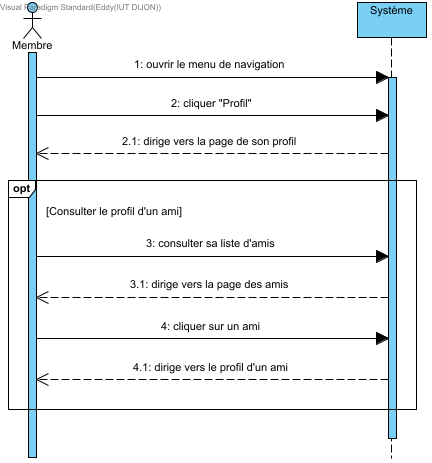 Visual Paradigm Standard(Eddy(IUT DIJON))
Système
Membre
1: ouvrir le menu de navigation
2: cliquer "Profil"
2.1: dirige vers la page de son profil
opt
[Consulter le profil d'un ami]
3: consulter sa liste d'amis
3.1: dirige vers la page des amis
4: cliquer sur un ami
4.1: dirige vers le profil d'un ami